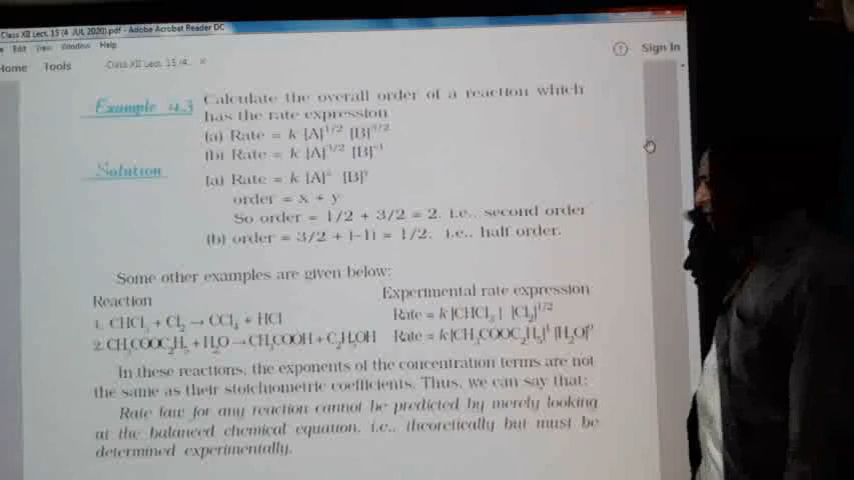 Class XII Lect. 15 (4 JUL 2020).pdf - Adobe Acrobat Reader DC
Edit View Window Help
Home Tools Class XII Lect. 15 (4... × Sign In
Example 4.3 Calculate the overall order of a reaction which
has the rate expression
(a) Rate = k [A]^1/2 [B]^3/2
(b) Rate = k [A]^3/2 [B]^-1
Solution (a) Rate = k [A]^x [B]^y
order = x + y
So order = 1/2 + 3/2 = 2, i.e., second order
(b) order = 3/2 + (-1) = 1/2, i.e., half order.
Some other examples are given below:
Reaction Experimental rate expression
1. CHCl3 + Cl2 → CCl4 + HCl Rate = k [CHCl3] [Cl2]^1/2
2. CH3COOC2H5 + H2O → CH3COOH + C2H5OH Rate = k [CH3COOC2H5]^1 [H2O]^0
In these reactions, the exponents of the concentration terms are not
the same as their stoichiometric coefficients. Thus, we can say that:
Rate law for any reaction cannot be predicted by merely looking
at the balanced chemical equation, i.e., theoretically but must be
determined experimentally.